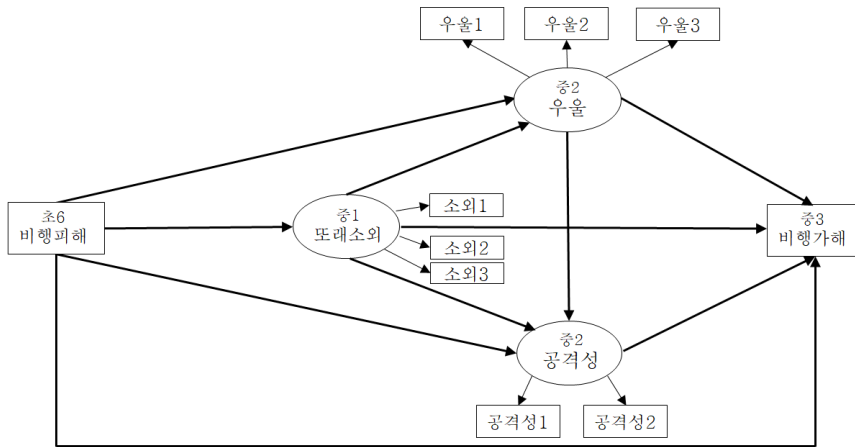 우울1
우울2
우울3
중2
우울
초6
비행피해
중1
또래소외
소외1
소외2
소외3
중3
비행가해
중2
공격성
공격성1
공격성2